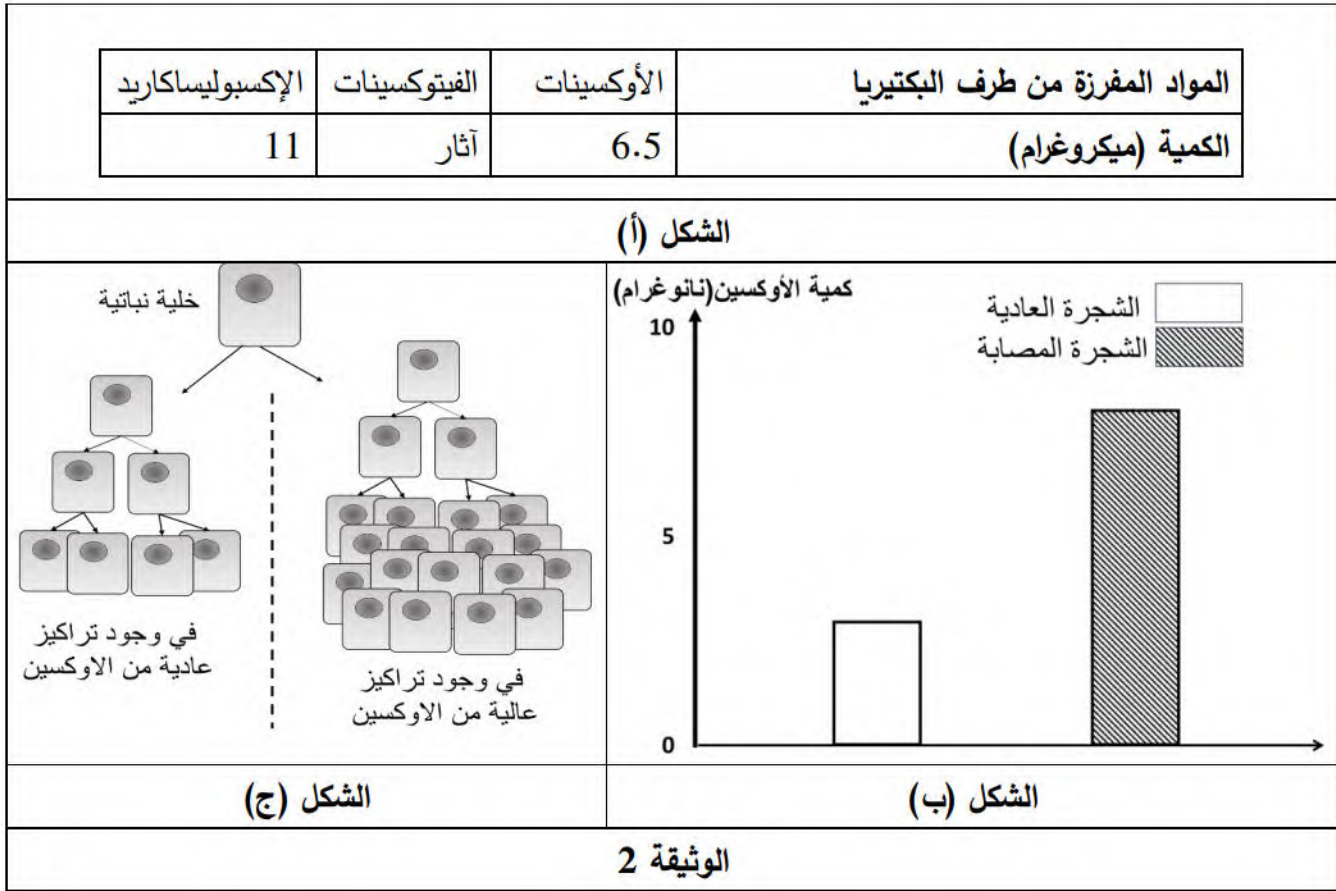 المواد المفرزة من طرف البكتيريا	الأوكسينات	الفيتوكسينات	الإكسبوليساكاريد
الكمية (ميكروغرام)	6.5	آثار	11
الشكل (أ)
كمية الأوكسين(نانوغرام)
10
5
0
الشجرة العادية
الشجرة المصابة
الشكل (ب)
خلية نباتية
في وجود تراكيز
عالية من الاوكسين
في وجود تراكيز
عادية من الاوكسين
الشكل (ج)
الوثيقة 2